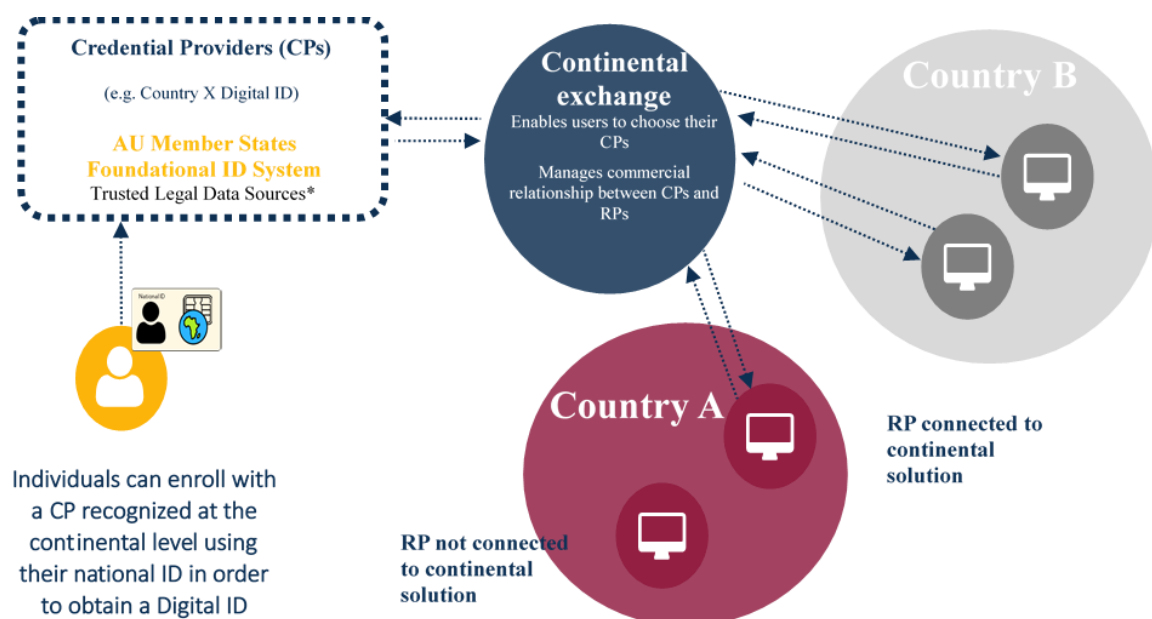 Credential Providers (CPs)
(e.g. Country X Digital ID)
AU Member States
Foundational ID System
Trusted Legal Data Sources*
Continental
exchange
Enables users to choose their
CPs
Manages commercial
relationship between CPs and
RPs
Country B
National ID
Country A
RP connected to
continental
solution
RP not connected
to continental
solution
Individuals can enroll with
a CP recognized at the
continental level using
their national ID in order
to obtain a Digital ID